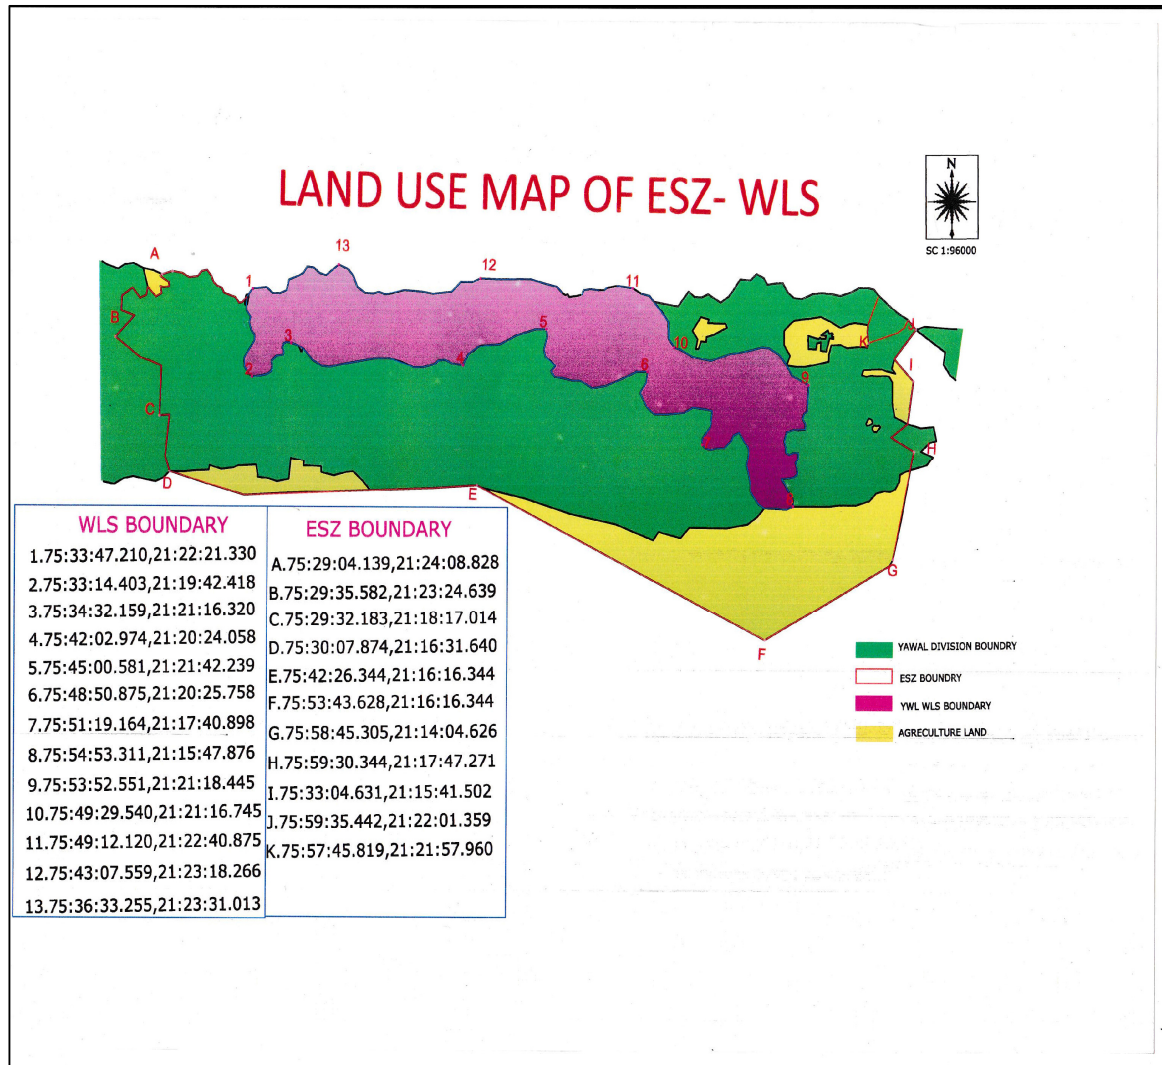 LAND USE MAP OF ESZ- WLS
N
SC 1:96000
A
13
12
1
11
B
3
5
10
J
K
2
4
6
9
I
C
H
D
E
G
F
WLS BOUNDARY
1.75:33:47.210,21:22:21.330
2.75:33:14.403,21:19:42.418
3.75:34:32.159,21:21:16.320
4.75:42:02.974,21:20:24.058
5.75:45:00.581,21:21:42.239
6.75:48:50.875,21:20:25.758
7.75:51:19.164,21:17:40.898
8.75:54:53.311,21:15:47.876
9.75:53:52.551,21:21:18.445
10.75:49:29.540,21:21:16.745
11.75:49:12.120,21:22:40.875
12.75:43:07.559,21:23:18.266
13.75:36:33.255,21:23:31.013
ESZ BOUNDARY
A.75:29:04.139,21:24:08.828
B.75:29:35.582,21:23:24.639
C.75:29:32.183,21:18:17.014
D.75:30:07.874,21:16:31.640
E.75:42:26.344,21:16:16.344
F.75:53:43.628,21:16:16.344
G.75:58:45.305,21:14:04.626
H.75:59:30.344,21:17:47.271
I.75:33:04.631,21:15:41.502
J.75:59:35.442,21:22:01.359
K.75:57:45.819,21:21:57.960
YAWAL DIVISION BOUNDRY
ESZ BOUNDRY
YWL WLS BOUNDARY
AGRECULTURE LAND